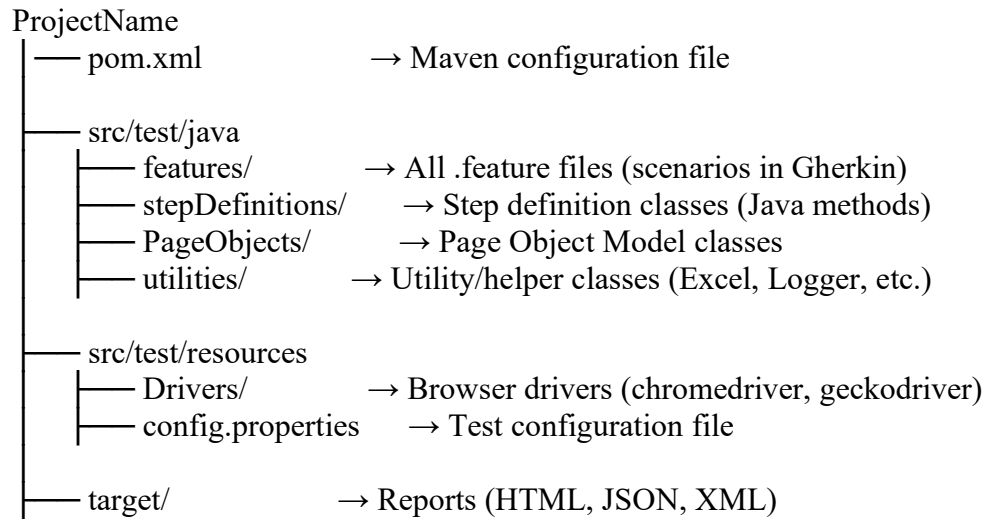 ProjectName
pom.xml → Maven configuration file
src/test/java
features/ → All .feature files (scenarios in Gherkin)
stepDefinitions/ → Step definition classes (Java methods)
PageObjects/ → Page Object Model classes
utilities/ → Utility/helper classes (Excel, Logger, etc.)
src/test/resources
Drivers/ → Browser drivers (chromedriver, geckodriver)
config.properties → Test configuration file
target/ → Reports (HTML, JSON, XML)